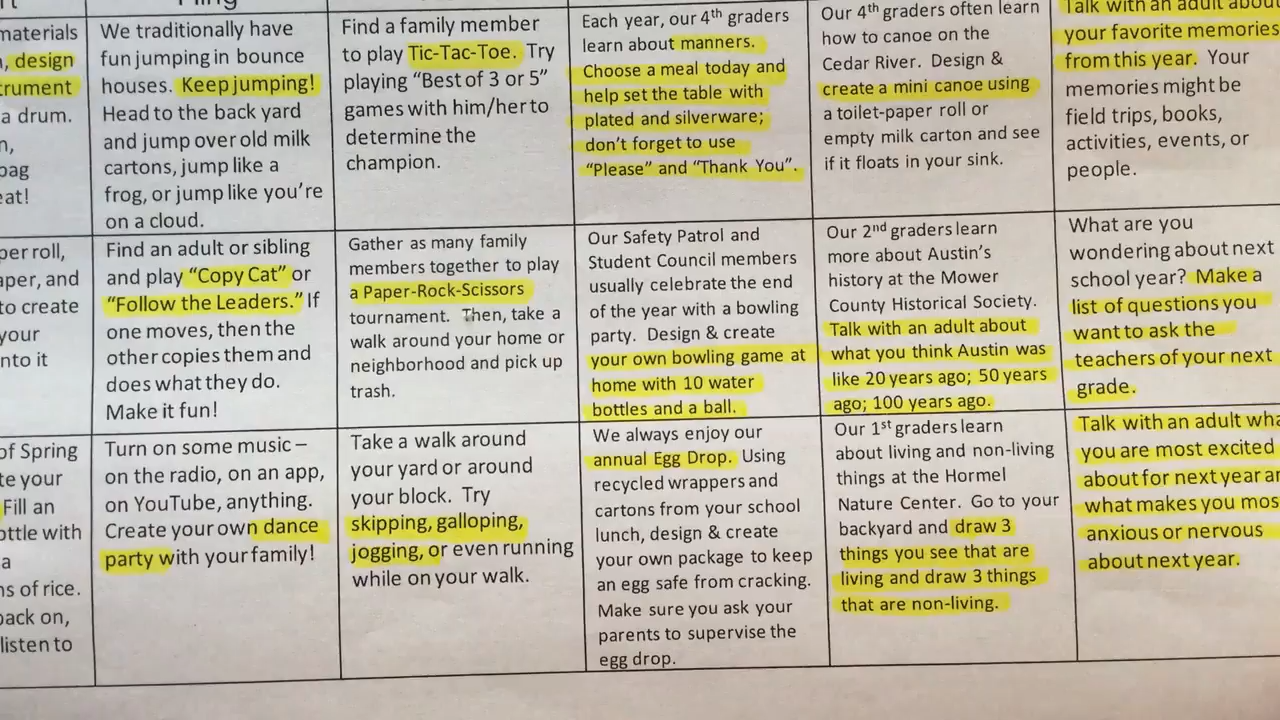 materials
design
a drum.
bag
We traditionally have
fun jumping in bounce
houses. Keep jumping!
Head to the back yard
and jump over old milk
cartons, jump like a
frog, or jump like you're
on a cloud.
Find a family member
to play Tic-Tac-Toe. Try
playing “Best of 3 or 5”
games with him/her to
determine the
champion.
Each year, our 4th graders
learn about manners.
Choose a meal today and
help set the table with
plated and silverware;
don't forget to use
“Please” and “Thank You”.
Our 4th graders often learn
how to canoe on the
Cedar River. Design &
create a mini canoe using
a toilet-paper roll or
empty milk carton and see
if it floats in your sink.
Talk with an adult about
your favorite memories
from this year. Your
memories might be
field trips, books,
activities, events, or
people.
roll,
and
to create
your
it
Find an adult or sibling
and play “Copy Cat” or
“Follow the Leaders.” If
one moves, then the
other copies them and
does what they do.
Make it fun!
Gather as many family
members together to play
a Paper-Rock-Scissors
tournament. Then, take a
walk around your home or
neighborhood and pick up
trash.
Our Safety Patrol and
Student Council members
usually celebrate the end
of the year with a bowling
party. Design & create
your own bowling game at
home with 10 water
bottles and a ball.
Our 2nd graders learn
more about Austin's
history at the Mower
County Historical Society.
Talk with an adult about
what you think Austin was
like 20 years ago; 50 years
ago; 100 years ago.
What are you
wondering about next
school year? Make a
list of questions you
want to ask the
teachers of your next
grade.
of Spring
your
Fill an
with
a
of rice.
on,
listen to
Turn on some music –
on the radio, on an app,
on YouTube, anything.
Create your own dance
party with your family!
Take a walk around
your yard or around
your block. Try
skipping, galloping,
jogging, or even running
while on your walk.
We always enjoy our
annual Egg Drop. Using
recycled wrappers and
cartons from your school
lunch, design & create
your own package to keep
an egg safe from cracking.
Make sure you ask your
parents to supervise the
egg drop.
Our 1st graders learn
about living and non-living
things at the Hormel
Nature Center. Go to your
backyard and draw 3
things you see that are
living and draw 3 things
that are non-living.
Talk with an adult
you are most excited
about for next year
what makes you
anxious or nervous
about next year.